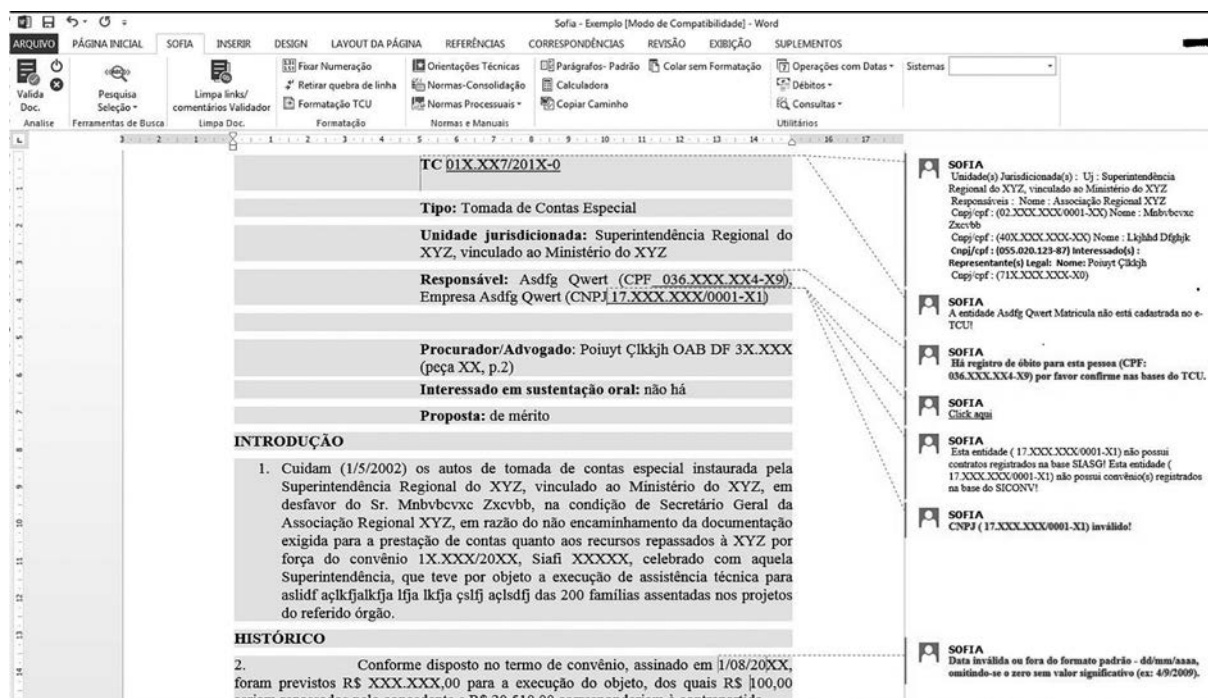 Sofia - Exemplo [Modo de Compatibilidade] - Word
ARQUIVO PÁGINA INICIAL SOFIA INSERIR DESIGN LAYOUT DA PÁGINA REFERÊNCIAS CORRESPONDÊNCIAS REVISÃO EXIBIÇÃO SUPLEMENTOS
Valida Doc.
Analise
Pesquisa Seleção
Ferramentas de Busca
Limpa links/
comentários Validador
Limpa Doc.
Fixar Numeração
Retirar quebra de linha
Formatação TCU
Formatação
Orientações Técnicas
Normas-Consolidação
Normas Processuais
Normas e Manuais
Parágrafos- Padrão
Calculadora
Copiar Caminho
Colar sem Formatação
Operações com Datas
Débitos
Consultas
Utilitários
Sistemas
3 2 1 1 2 3 4 5 6 7 8 9 10 11 12 13 14 15 16 17
TC 01X.XX7/201X-0
Tipo: Tomada de Contas Especial
Unidade jurisdicionada: Superintendência Regional do
XYZ, vinculado ao Ministério do XYZ
Responsável: Asdfg Qwert (CPF 036.XXX.XX4-X9),
Empresa Asdfg Qwert (CNPJ 17.XXX.XXX/0001-X1)
Procurador/Advogado: Poiuyt Çlkkjh OAB DF 3X.XXX
(peça XX, p.2)
Interessado em sustentação oral: não há
Proposta: de mérito
INTRODUÇÃO
1. Cuidam (1/5/2002) os autos de tomada de contas especial instaurada pela
Superintendência Regional do XYZ, vinculado ao Ministério do XYZ, em
desfavor do Sr. Mnbvbcvxc Zxcvbb, na condição de Secretário Geral da
Associação Regional XYZ, em razão do não encaminhamento da documentação
exigida para a prestação de contas quanto aos recursos repassados à XYZ por
força do convênio 1X.XXX/20XX, Siafi XXXXX, celebrado com aquela
Superintendência, que teve por objeto a execução de assistência técnica para
aslidf açlkfjalkfja lfja lkfja çslfj açlsdfj das 200 famílias assentadas nos projetos
do referido órgão.
HISTÓRICO
2. Conforme disposto no termo de convênio, assinado em 1/08/20XX,
foram previstos R$ XXX.XXX,00 para a execução do objeto, dos quais R$ 100,00
SOFIA
Unidade(s) Jurisdicionada(s) : Uj : Superintendência
Regional do XYZ, vinculado ao Ministério do XYZ
Responsáveis : Nome : Associação Regional XYZ
Cnpj/cpf : (02.XXX.XXX/0001-XX) Nome : Mnbvbcvxc
Zxcvbb
Cnpj/cpf : (40X.XXX.XXX-XX) Nome : Lkjhhd Dfghjk
Cnpj/cpf : (055.020.123-87) Interessado(s) :
Representante(s) Legal: Nome: Poiuyt Çlkkjh
Cnpj/cpf : (71X.XXX.XXX-X0)
SOFIA
A entidade Asdfg Qwert Matricula não está cadastrada no e-
TCU!
SOFIA
Há registro de óbito para esta pessoa (CPF:
036.XXX.XX4-X9) por favor confirme nas bases do TCU.
SOFIA
Click aqui
SOFIA
Esta entidade ( 17.XXX.XXX/0001-X1) não possui
contratos registrados na base SIASG! Esta entidade (
17.XXX.XXX/0001-X1) não possui convênio(s) registrados
na base do SICONV!
SOFIA
CNPJ ( 17.XXX.XXX/0001-X1) inválido!
SOFIA
Data inválida ou fora do formato padrão - dd/mm/aaaa,
omitindo-se o zero sem valor significativo (ex: 4/9/2009).